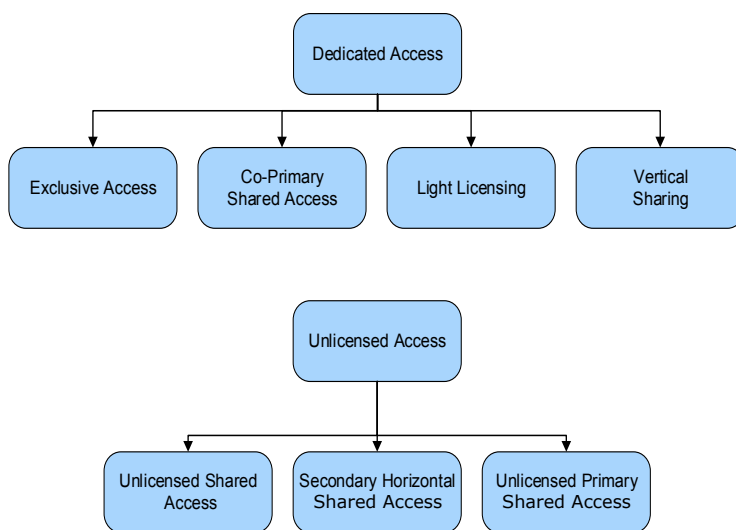 Dedicated Access
Exclusive Access
Co-Primary
Shared Access
Light Licensing
Vertical
Sharing
Unlicensed Access
Unlicensed Shared
Access
Secondary Horizontal
Shared Access
Unlicensed Primary
Shared Access